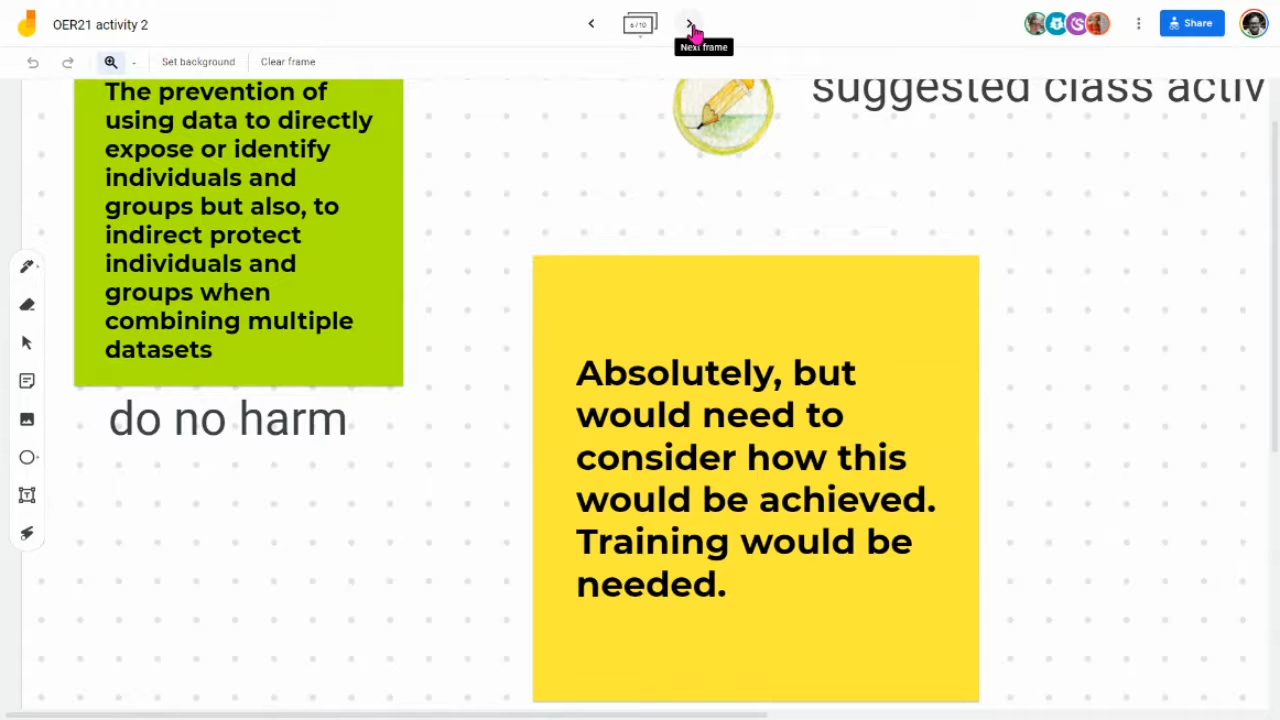 OER21 activity 2
6 / 10
Share
Next frame
Set background
Clear frame
The prevention of
using data to directly
expose or identify
individuals and
groups but also, to
indirect protect
individuals and
groups when
combining multiple
datasets
do no harm
suggested class activ
Absolutely, but
would need to
consider how this
would be achieved.
Training would be
needed.